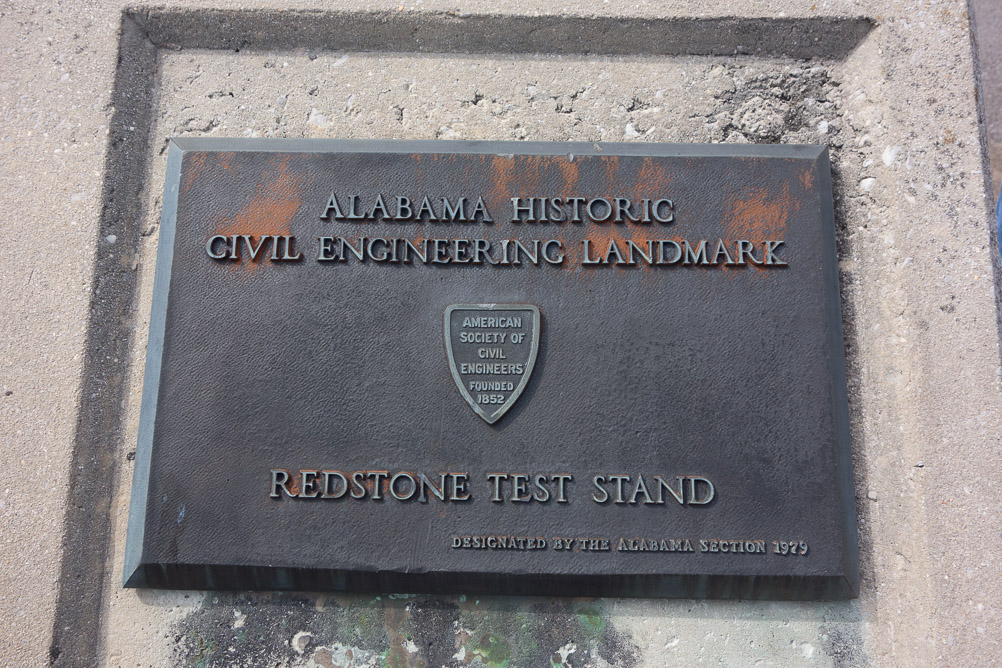 ALABAMA HISTORIC
CIVIL ENGINEERING LANDMARK
AMERICAN
SOCIETY OF
CIVIL
ENGINEERS
FOUNDED
1852
REDSTONE TEST STAND
DESIGNATED BY THE ALABAMA SECTION 1979